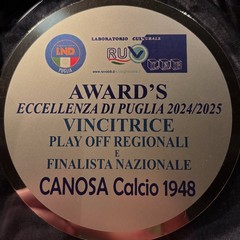 LABORATORIO CULTURALE
LND
PUGLIA
RU
AWARD'S
ECCELLENZA DI PUGLIA 2024/2025
VINCITRICE
PLAY OFF REGIONALI
E
FINALISTA NAZIONALE
CANOSA Calcio 1948